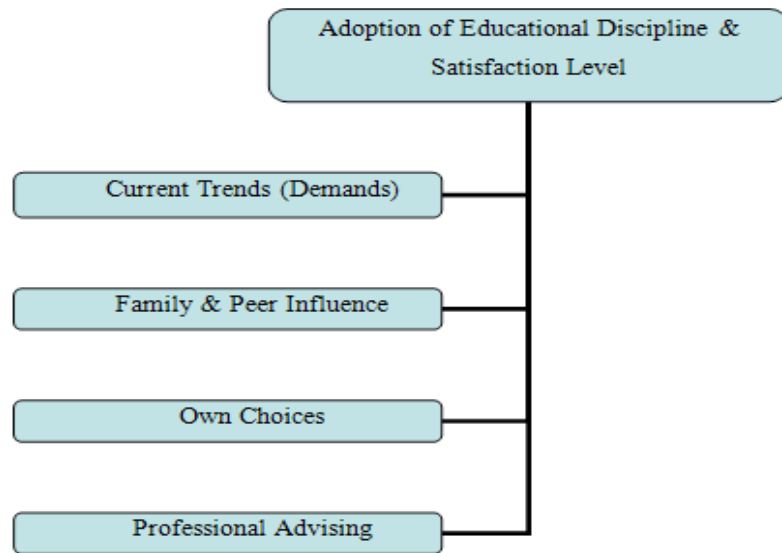 Adoption of Educational Discipline &
Satisfaction Level
Current Trends (Demands)
Family & Peer Influence
Own Choices
Professional Advising